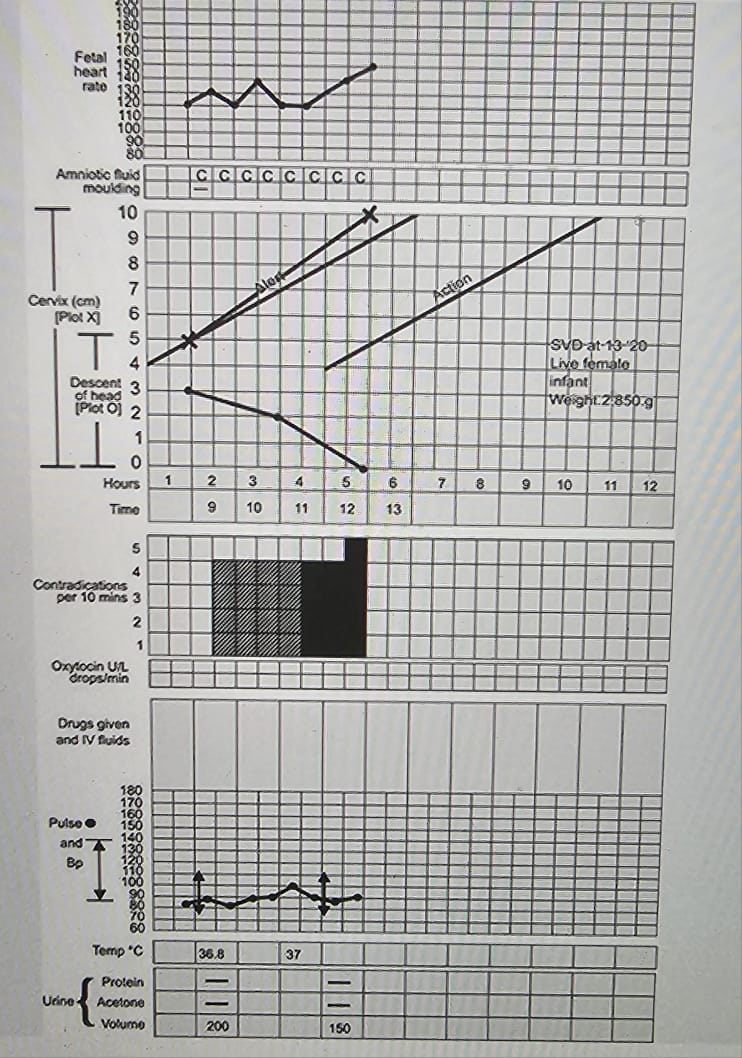 200
190
180
170
160
Fetal 150
heart 140
rate 130
120
110
100
90
80
Amniotic fluid C C C C C C C C
moulding —
10 X
9
8
Alert
7
Action
Cervix (cm)
[Plot X]
6
5 X
SVD at 13·20
Live female
infant
Weight:2.850.g
4
Descent
of head
[Plot O]
3
2
1
0
Hours 1 2 3 4 5 6 7 8 9 10 11 12
Time 9 10 11 12 13
5
4
Contradications
per 10 mins 3
2
1
Oxytocin U/L
drops/min
Drugs given
and IV fluids
180
170
160
Pulse ● 150
and 140
130
Bp 120
110
100
90
80
70
60
Temp °C 36.8 37
Urine { Protein — —
Acetone — —
Volume 200 150